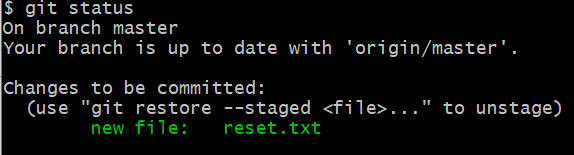 $ git status
On branch master
Your branch is up to date with 'origin/master'.
Changes to be committed:
(use "git restore --staged <file>..." to unstage)
new file: reset.txt